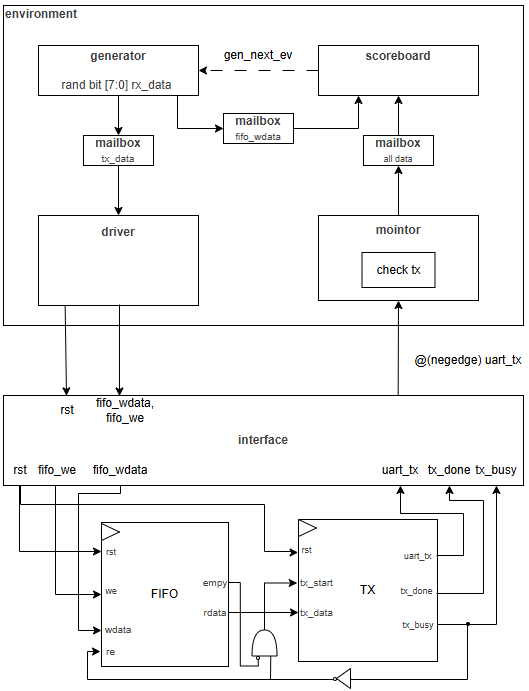 environment
generator
gen_next_ev
scoreboard
rand bit [7:0] rx_data
mailbox
fifo_wdata
mailbox
tx_data
mailbox
all data
driver
mointor
check tx
@(negedge) uart_tx
rst
fifo_wdata,
fifo_we
interface
rst
fifo_we
fifo_wdata
uart_tx
tx_done
tx_busy
rst
we
wdata
re
FIFO
empy
rdata
rst
tx_start
tx_data
TX
uart_tx
tx_done
tx_busy